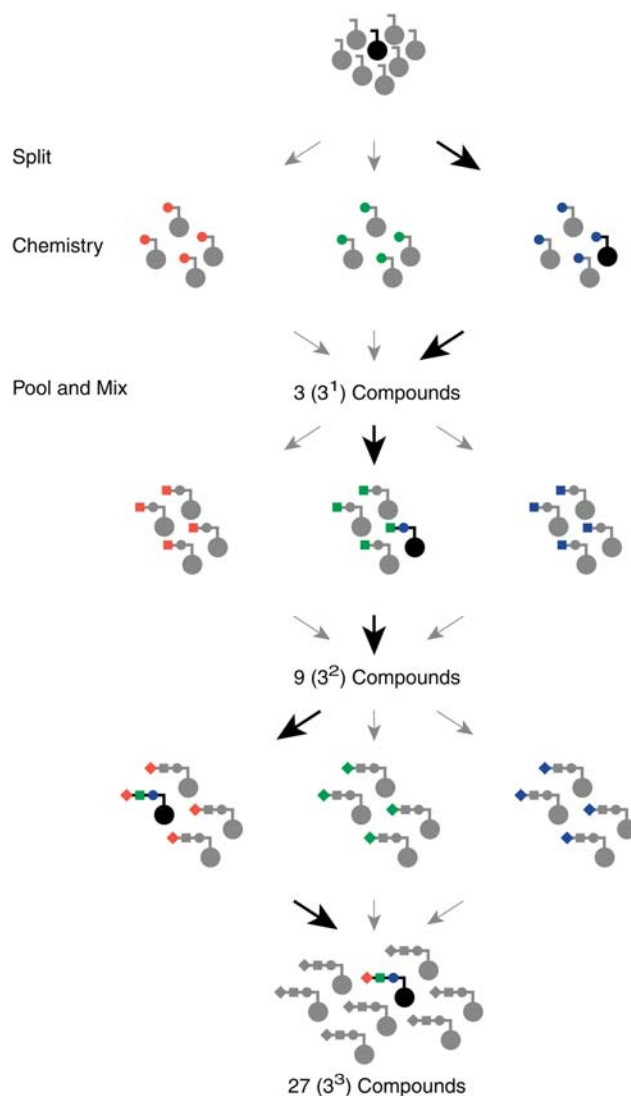 Split
Chemistry
Pool and Mix
3 (3¹) Compounds
9 (3²) Compounds
27 (3³) Compounds